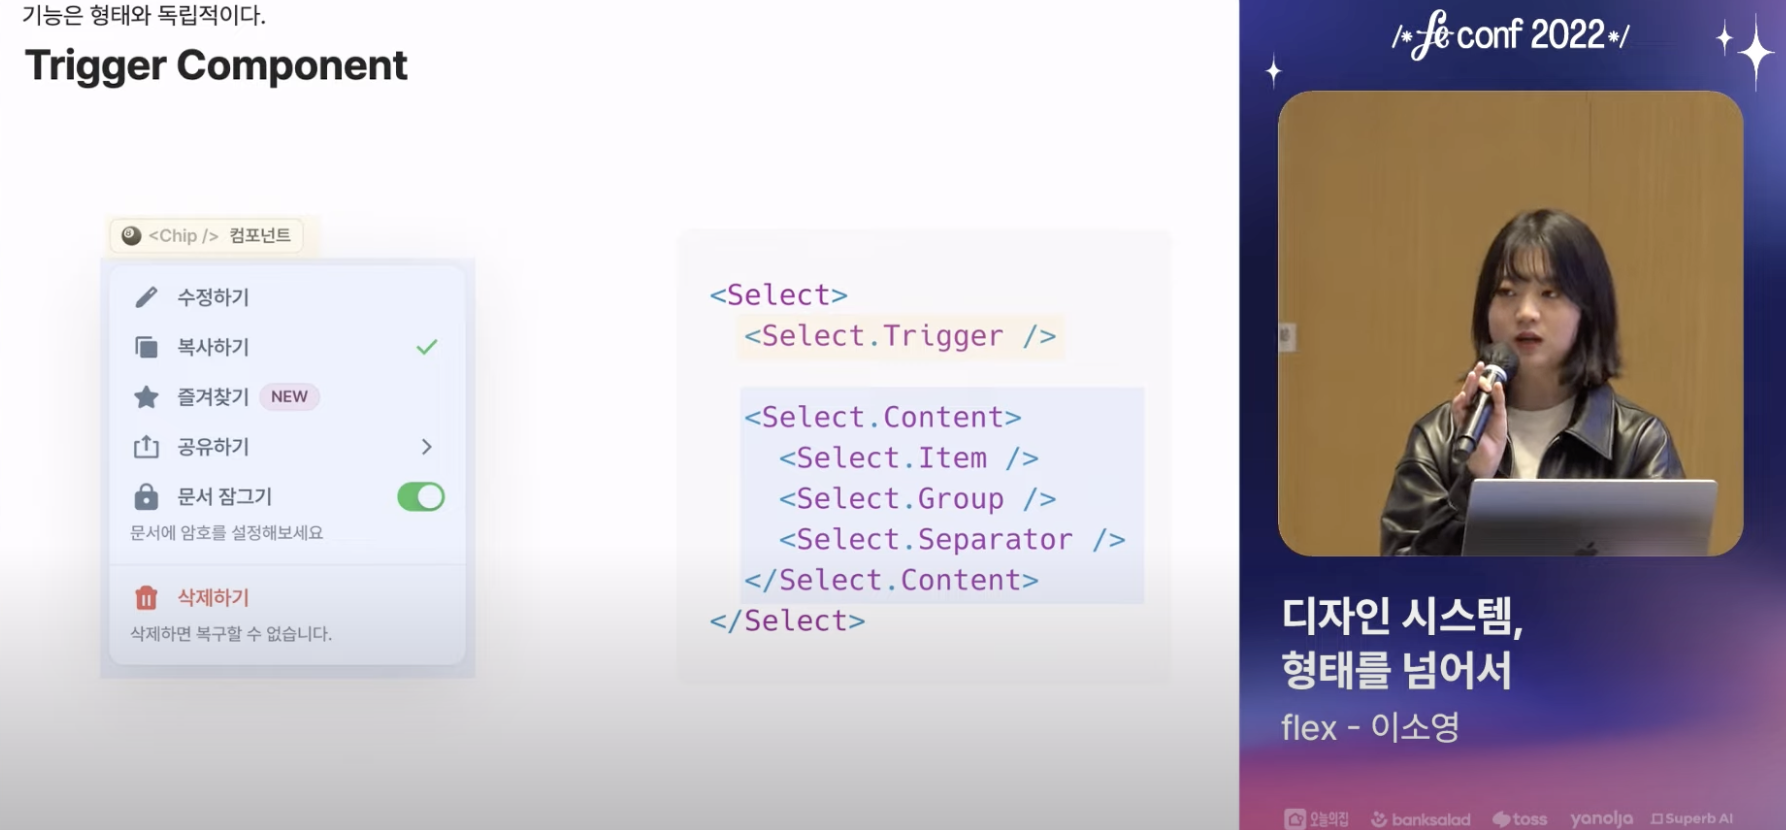 기능은 형태와 독립적이다.
Trigger Component
<Chip /> 컴포넌트
수정하기
복사하기
즐겨찾기 NEW
공유하기
문서 잠그기
문서에 암호를 설정해보세요
삭제하기
삭제하면 복구할 수 없습니다.
<Select>
<Select.Trigger />
<Select.Content>
<Select.Item />
<Select.Group />
<Select.Separator />
</Select.Content>
</Select>
/*fe conf 2022*/
디자인 시스템,
형태를 넘어서
flex - 이소영
오늘의집 banksalad toss yanolja Superb AI